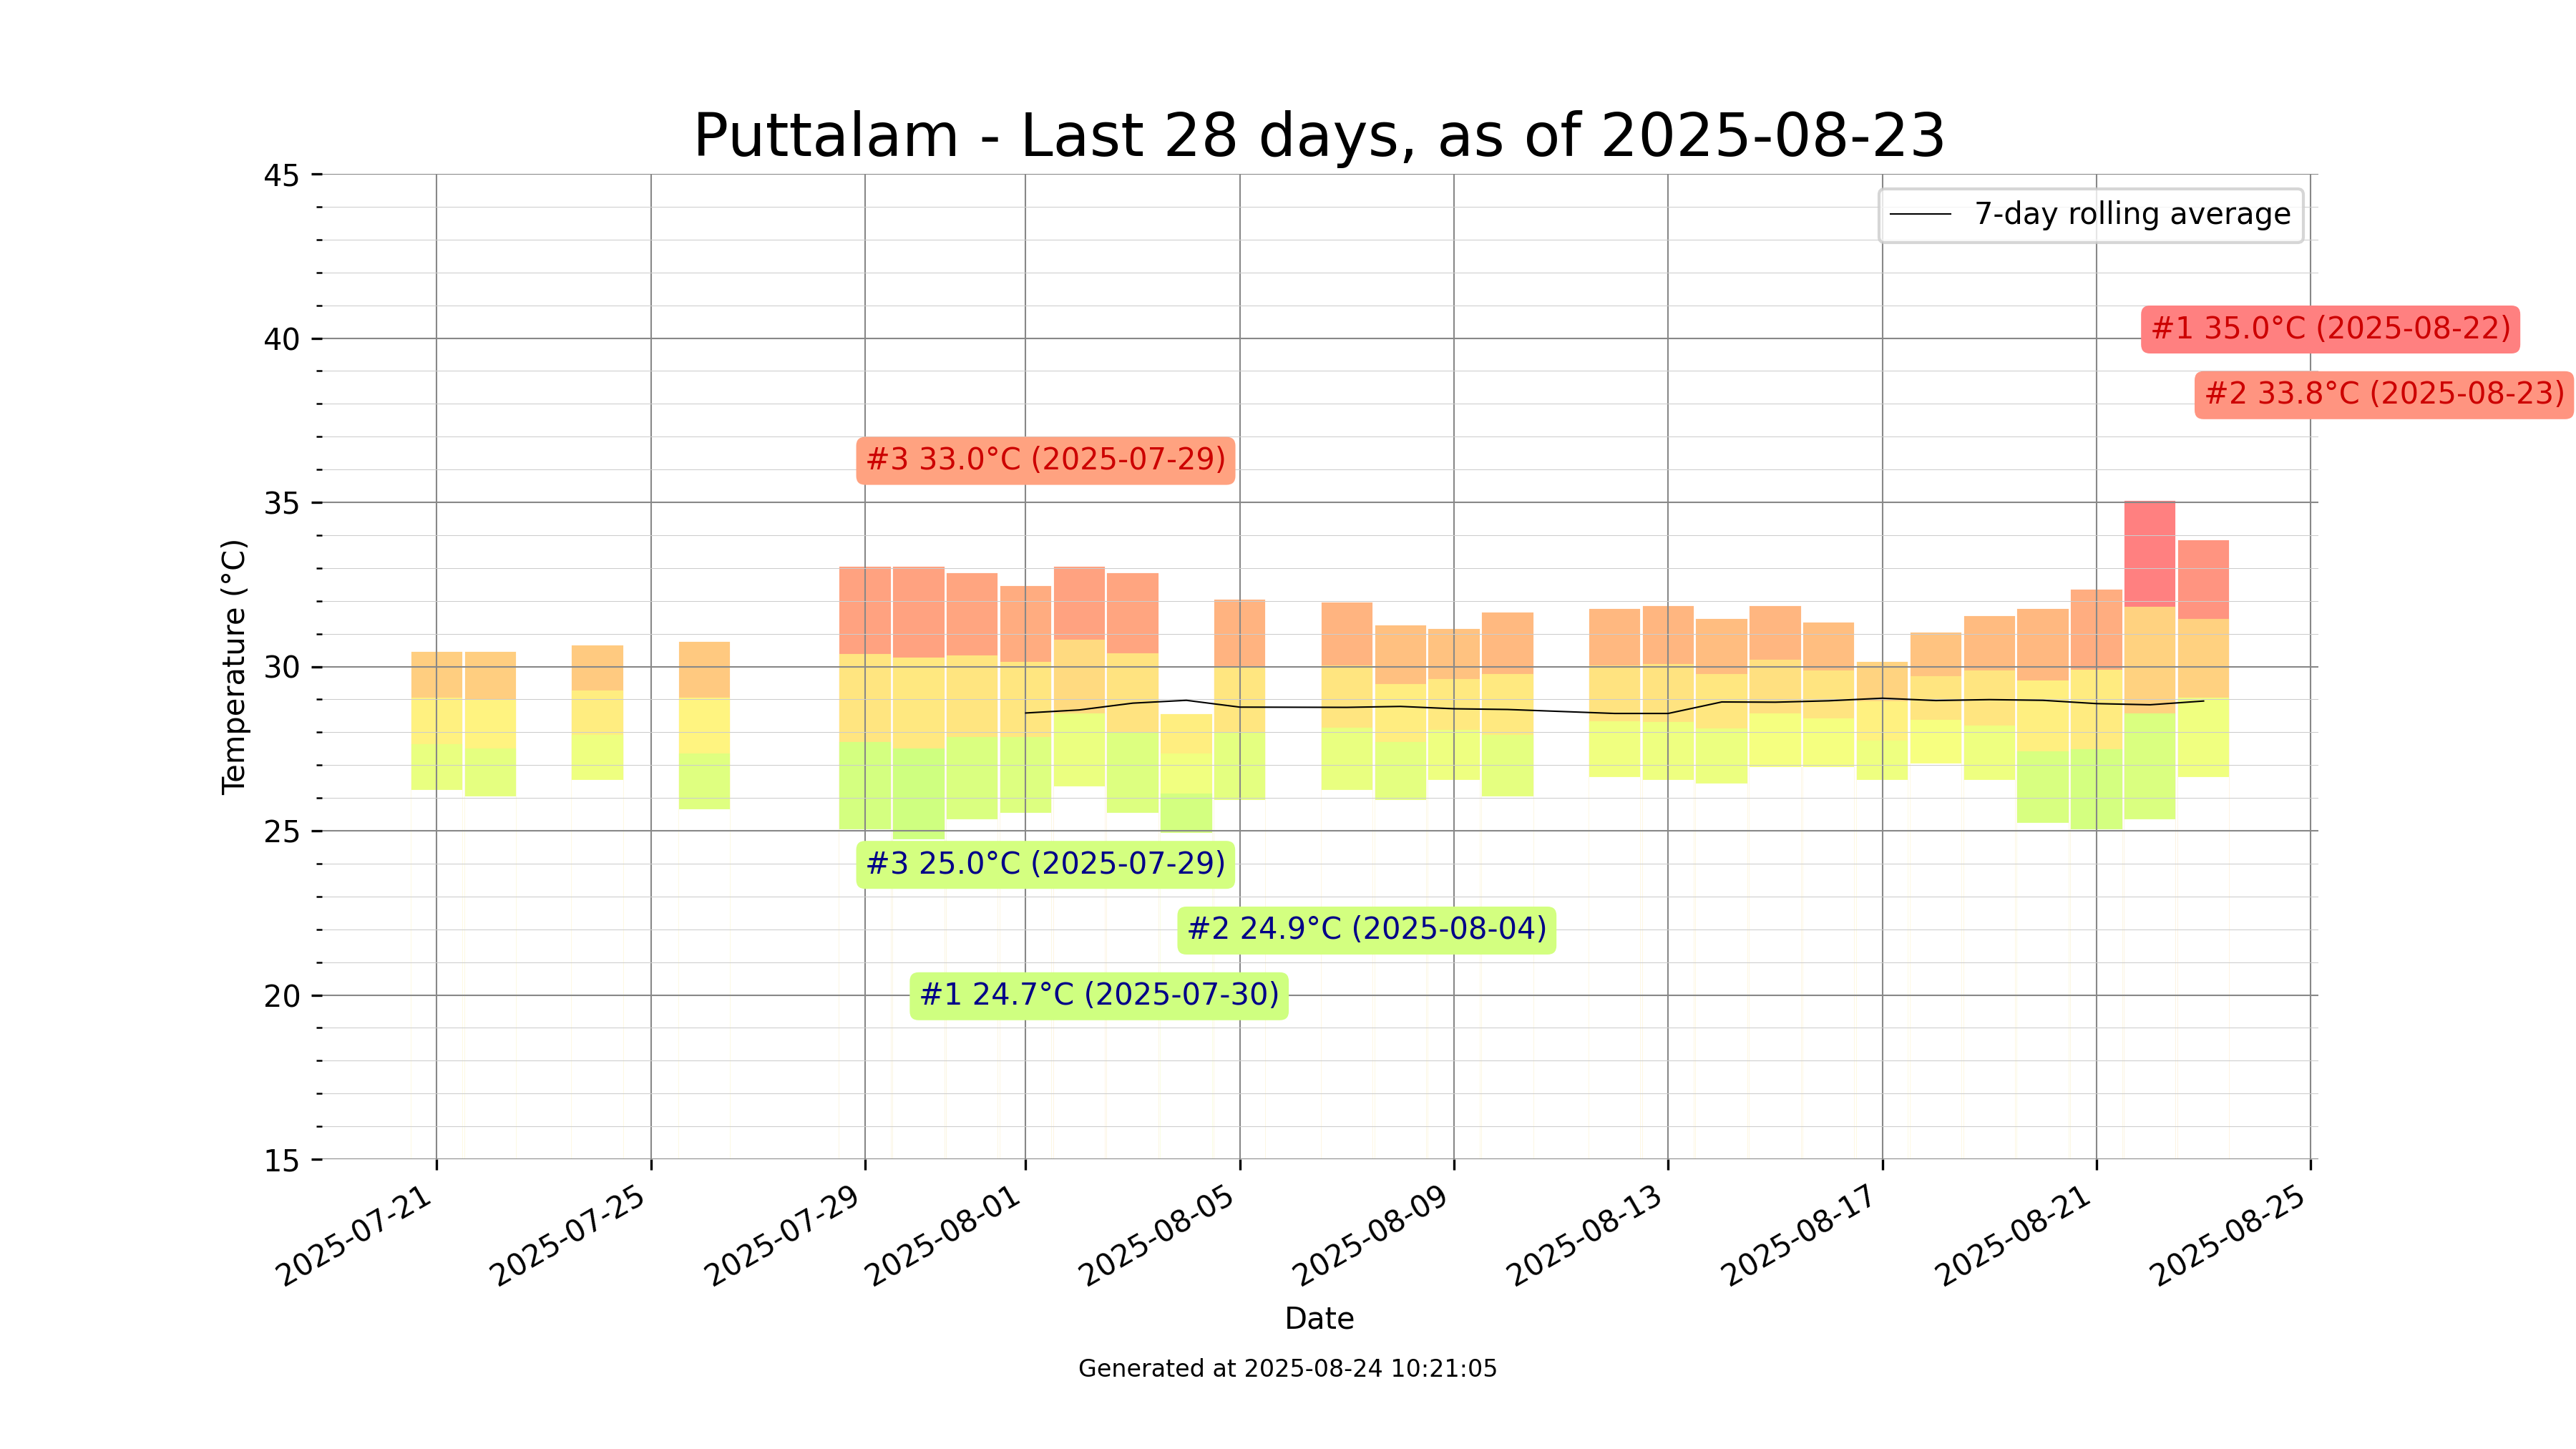 Puttalam - Last 28 days, as of 2025-08-23
45
40
35
30
25
20
15
Temperature (°C)
7-day rolling average
#1 35.0°C (2025-08-22)
#2 33.8°C (2025-08-23)
#3 33.0°C (2025-07-29)
#3 25.0°C (2025-07-29)
#2 24.9°C (2025-08-04)
#1 24.7°C (2025-07-30)
2025-07-21
2025-07-25
2025-07-29
2025-08-01
2025-08-05
2025-08-09
2025-08-13
2025-08-17
2025-08-21
2025-08-25
Date
Generated at 2025-08-24 10:21:05